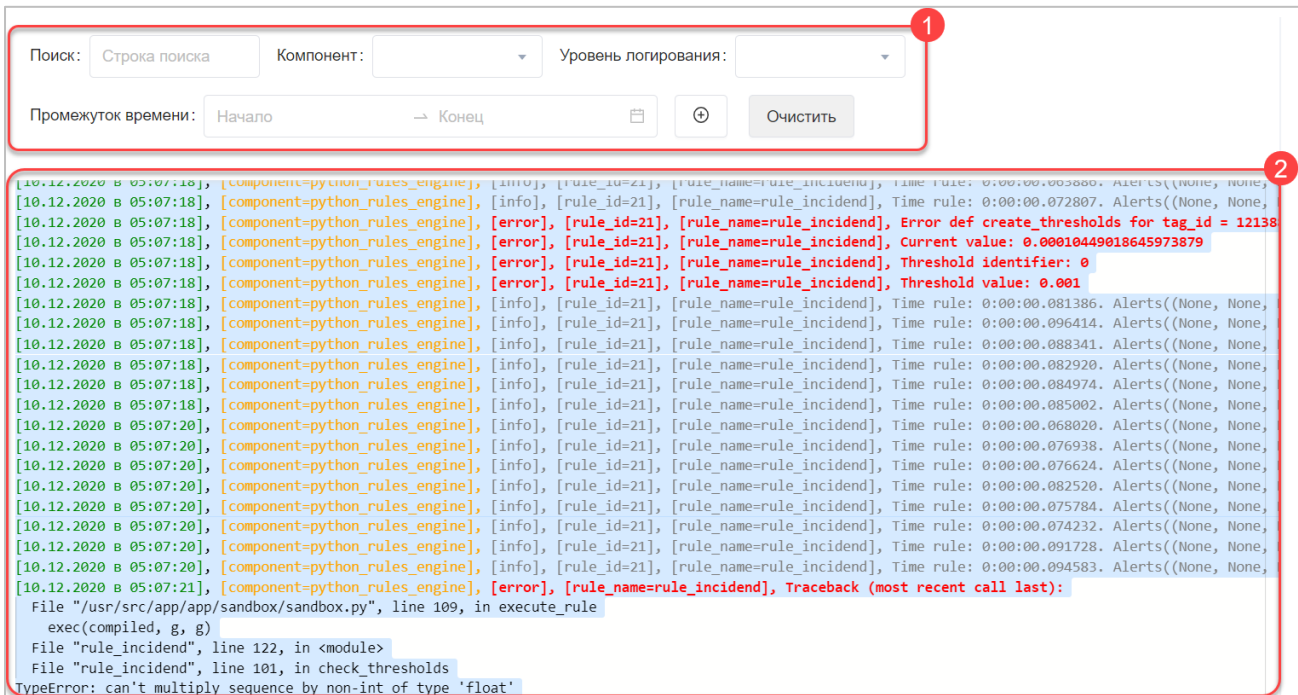 1
Поиск: Строка поиска Компонент: Уровень логирования:
Промежуток времени: Начало → Конец Очистить
2
[10.12.2020 в 05:07:18], [component=python_rules_engine], [info], [rule_id=21], [rule_name=rule_incidend], Time rule: 0:00:00.063886. Alerts((None, None,
[10.12.2020 в 05:07:18], [component=python_rules_engine], [info], [rule_id=21], [rule_name=rule_incidend], Time rule: 0:00:00.072807. Alerts((None, None,
[10.12.2020 в 05:07:18], [component=python_rules_engine], [error], [rule_id=21], [rule_name=rule_incidend], Error def create_thresholds for tag_id = 12138
[10.12.2020 в 05:07:18], [component=python_rules_engine], [error], [rule_id=21], [rule_name=rule_incidend], Current value: 0.00010449018645973879
[10.12.2020 в 05:07:18], [component=python_rules_engine], [error], [rule_id=21], [rule_name=rule_incidend], Threshold identifier: 0
[10.12.2020 в 05:07:18], [component=python_rules_engine], [error], [rule_id=21], [rule_name=rule_incidend], Threshold value: 0.001
[10.12.2020 в 05:07:18], [component=python_rules_engine], [info], [rule_id=21], [rule_name=rule_incidend], Time rule: 0:00:00.081386. Alerts((None, None,
[10.12.2020 в 05:07:18], [component=python_rules_engine], [info], [rule_id=21], [rule_name=rule_incidend], Time rule: 0:00:00.096414. Alerts((None, None,
[10.12.2020 в 05:07:18], [component=python_rules_engine], [info], [rule_id=21], [rule_name=rule_incidend], Time rule: 0:00:00.088341. Alerts((None, None,
[10.12.2020 в 05:07:18], [component=python_rules_engine], [info], [rule_id=21], [rule_name=rule_incidend], Time rule: 0:00:00.082920. Alerts((None, None,
[10.12.2020 в 05:07:18], [component=python_rules_engine], [info], [rule_id=21], [rule_name=rule_incidend], Time rule: 0:00:00.084974. Alerts((None, None,
[10.12.2020 в 05:07:18], [component=python_rules_engine], [info], [rule_id=21], [rule_name=rule_incidend], Time rule: 0:00:00.085002. Alerts((None, None,
[10.12.2020 в 05:07:20], [component=python_rules_engine], [info], [rule_id=21], [rule_name=rule_incidend], Time rule: 0:00:00.068020. Alerts((None, None,
[10.12.2020 в 05:07:20], [component=python_rules_engine], [info], [rule_id=21], [rule_name=rule_incidend], Time rule: 0:00:00.076938. Alerts((None, None,
[10.12.2020 в 05:07:20], [component=python_rules_engine], [info], [rule_id=21], [rule_name=rule_incidend], Time rule: 0:00:00.076624. Alerts((None, None,
[10.12.2020 в 05:07:20], [component=python_rules_engine], [info], [rule_id=21], [rule_name=rule_incidend], Time rule: 0:00:00.082520. Alerts((None, None,
[10.12.2020 в 05:07:20], [component=python_rules_engine], [info], [rule_id=21], [rule_name=rule_incidend], Time rule: 0:00:00.075784. Alerts((None, None,
[10.12.2020 в 05:07:20], [component=python_rules_engine], [info], [rule_id=21], [rule_name=rule_incidend], Time rule: 0:00:00.074232. Alerts((None, None,
[10.12.2020 в 05:07:20], [component=python_rules_engine], [info], [rule_id=21], [rule_name=rule_incidend], Time rule: 0:00:00.091728. Alerts((None, None,
[10.12.2020 в 05:07:20], [component=python_rules_engine], [info], [rule_id=21], [rule_name=rule_incidend], Time rule: 0:00:00.094583. Alerts((None, None,
[10.12.2020 в 05:07:21], [component=python_rules_engine], [error], [rule_name=rule_incidend], Traceback (most recent call last):
File "/usr/src/app/app/sandbox/sandbox.py", line 109, in execute_rule
exec(compiled, g, g)
File "rule_incidend", line 122, in <module>
File "rule_incidend", line 101, in check_thresholds
TypeError: can't multiply sequence by non-int of type 'float'